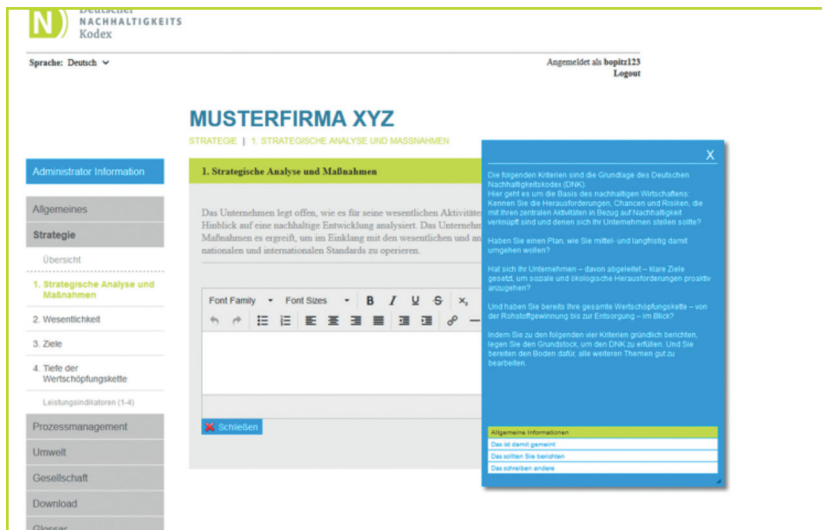 N)
Deutscher
NACHHALTIGKEITS
Kodex
Sprache: Deutsch
Angemeldet als bopitz123
Logout
MUSTERFIRMA XYZ
STRATEGIE | 1. STRATEGISCHE ANALYSE UND MASSNAHMEN
Administrator Information
Allgemeines
Strategie
Übersicht
1. Strategische Analyse und
Maßnahmen
2. Wesentlichkeit
3. Ziele
4. Tiefe der
Wertschöpfungskette
Leistungsindikatoren (1-4)
Prozessmanagement
Umwelt
Gesellschaft
Download
Glossar
1. Strategische Analyse und Maßnahmen
Das Unternehmen legt offen, wie es für seine wesentlichen Aktivitäten
Hinblick auf eine nachhaltige Entwicklung analysiert. Das Unternehm
Maßnahmen es ergreift, um im Einklang mit den wesentlichen und an
nationalen und internationalen Standards zu operieren.
Font Family Font Sizes B I U S x,
Schließen
X
Die folgenden Kriterien sind die Grundlage des Deutschen
Nachhaltigkeitskodex (DNK).
Hier geht es um die Basis des nachhaltigen Wirtschaftens:
Kennen Sie die Herausforderungen, Chancen und Risiken, die
mit Ihren zentralen Aktivitäten in Bezug auf Nachhaltigkeit
verknüpft sind und denen sich Ihr Unternehmen stellen sollte?
Haben Sie einen Plan, wie Sie mittel- und langfristig damit
umgehen wollen?
Hat sich Ihr Unternehmen – davon abgeleitet – klare Ziele
gesetzt, um soziale und ökologische Herausforderungen proaktiv
anzugehen?
Und haben Sie bereits Ihre gesamte Wertschöpfungskette – von
der Rohstoffgewinnung bis zur Entsorgung – im Blick?
Indem Sie zu den folgenden vier Kriterien gründlich berichten,
legen Sie den Grundstock, um den DNK zu erfüllen. Und Sie
bereiten den Boden dafür, alle weiteren Themen gut zu
bearbeiten.
Allgemeine Informationen
Das ist damit gemeint
Das sollten Sie berichten
Das schreiben andere